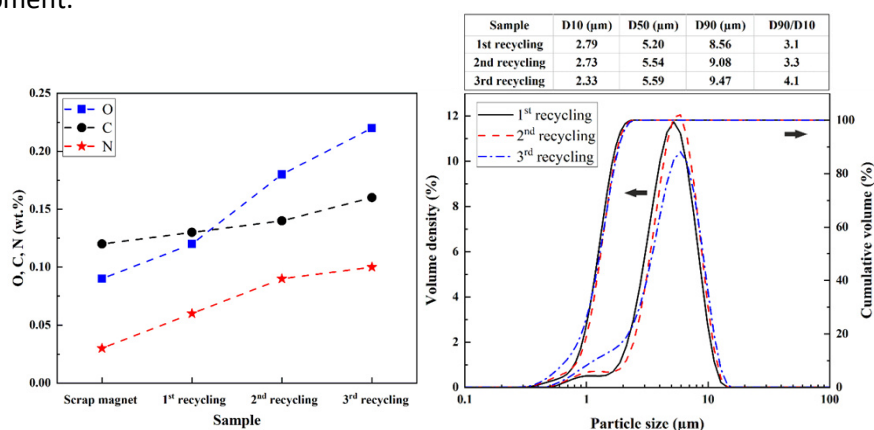 pment.
Sample D10 (µm) D50 (µm) D90 (µm) D90/D10
1st recycling 2.79 5.20 8.56 3.1
2nd recycling 2.73 5.54 9.08 3.3
3rd recycling 2.33 5.59 9.47 4.1
0.25
0.20
0.15
0.10
0.05
0.00
O, C, N (wt.%)
O
C
N
Scrap magnet 1st recycling 2nd recycling 3rd recycling
Sample
12
10
8
6
4
2
0
Volume density (%)
1st recycling
2nd recycling
3rd recycling
100
80
60
40
20
0
Cumulative volume (%)
0.1 1 10 100
Particle size (µm)